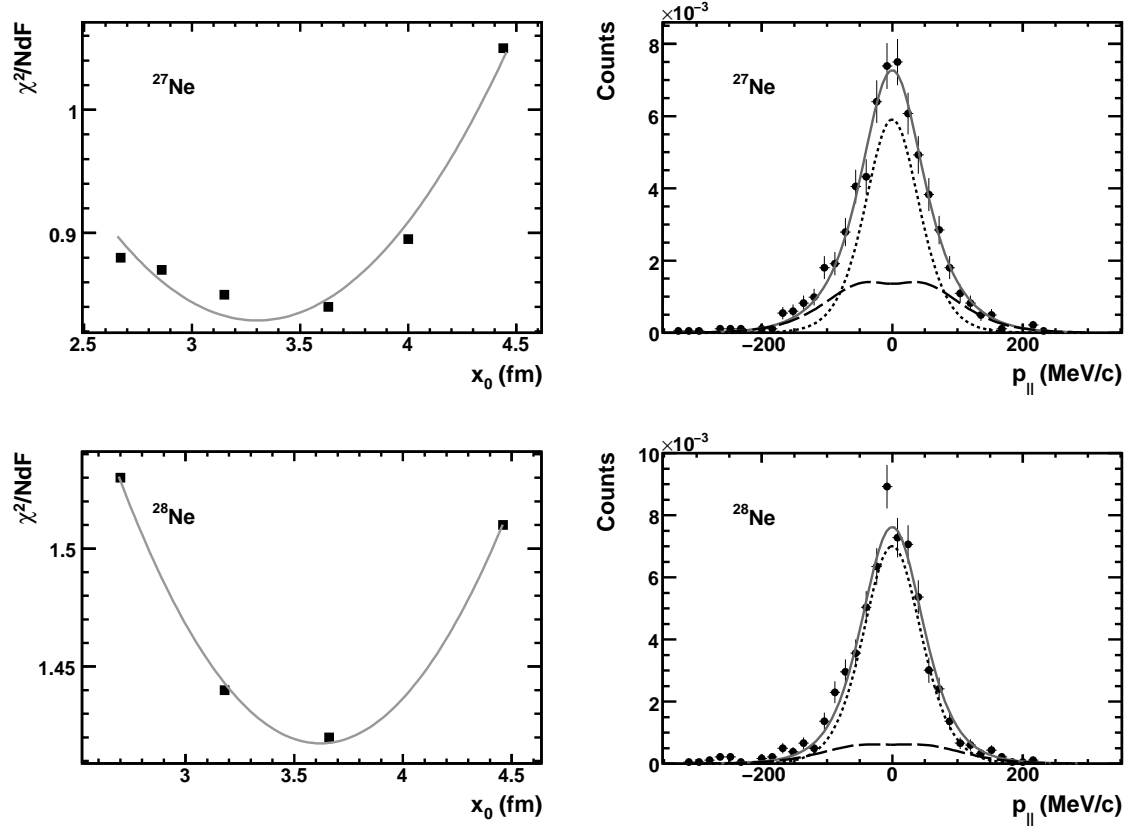 χ²/NdF
²⁷Ne
1
0.9
2.5 3 3.5 4 4.5
x₀ (fm)
×10⁻³
Counts
²⁷Ne
8
6
4
2
0
−200 0 200
p_|| (MeV/c)
χ²/NdF
²⁸Ne
1.5
1.45
3 3.5 4 4.5
x₀ (fm)
×10⁻³
10
Counts
²⁸Ne
8
6
4
2
0
−200 0 200
p_|| (MeV/c)